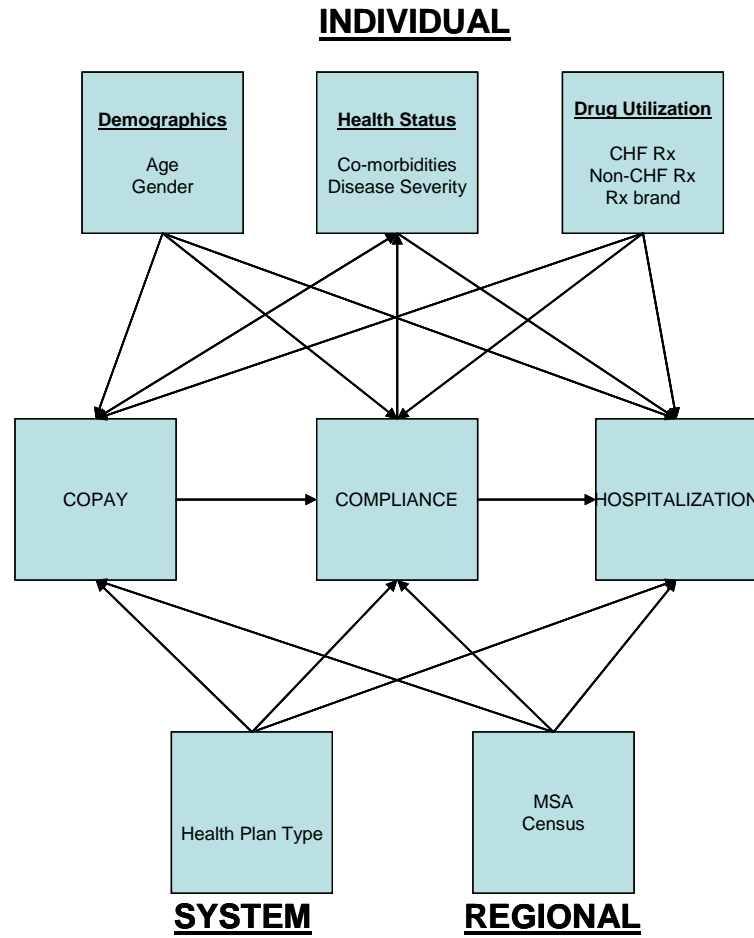 INDIVIDUAL
Demographics
Age
Gender
Health Status
Co-morbidities
Disease Severity
Drug Utilization
CHF Rx
Non-CHF Rx
Rx brand
COPAY
COMPLIANCE
HOSPITALIZATION
Health Plan Type
MSA
Census
SYSTEM
REGIONAL